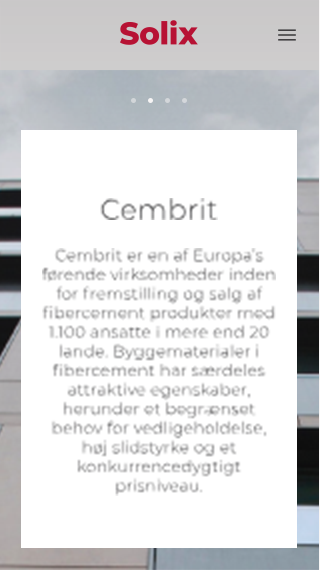 Solix
Cembrit
Cembrit er en af Europa's
førende virksomheder inden
for fremstilling og salg af
fibercement produkter med
1.100 ansatte i mere end 20
lande. Byggematerialer i
fibercement har særdeles
attraktive egenskaber,
herunder et begrænset
behov for vedligeholdelse,
høj slidstyrke og et
konkurrencedygtigt
prisniveau.